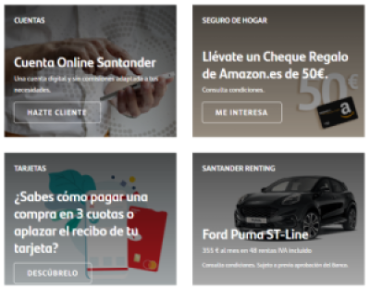 CUENTAS
Cuenta Online Santander
Una cuenta digital y sin comisiones adaptada a tus
necesidades.
HAZTE CLIENTE
SEGURO DE HOGAR
Llévate un Cheque Regalo
de Amazon.es de 50€.
Consulta condiciones.
ME INTERESA
50€
a
TARJETAS
¿Sabes cómo pagar una
compra en 3 cuotas o
aplazar el recibo de tu
tarjeta?
DESCÚBRELO
SANTANDER RENTING
Ford Puma ST-Line
355 € al mes en 48 rentas IVA incluido
Consulta condiciones. Sujeto a previa aprobación del Banco.